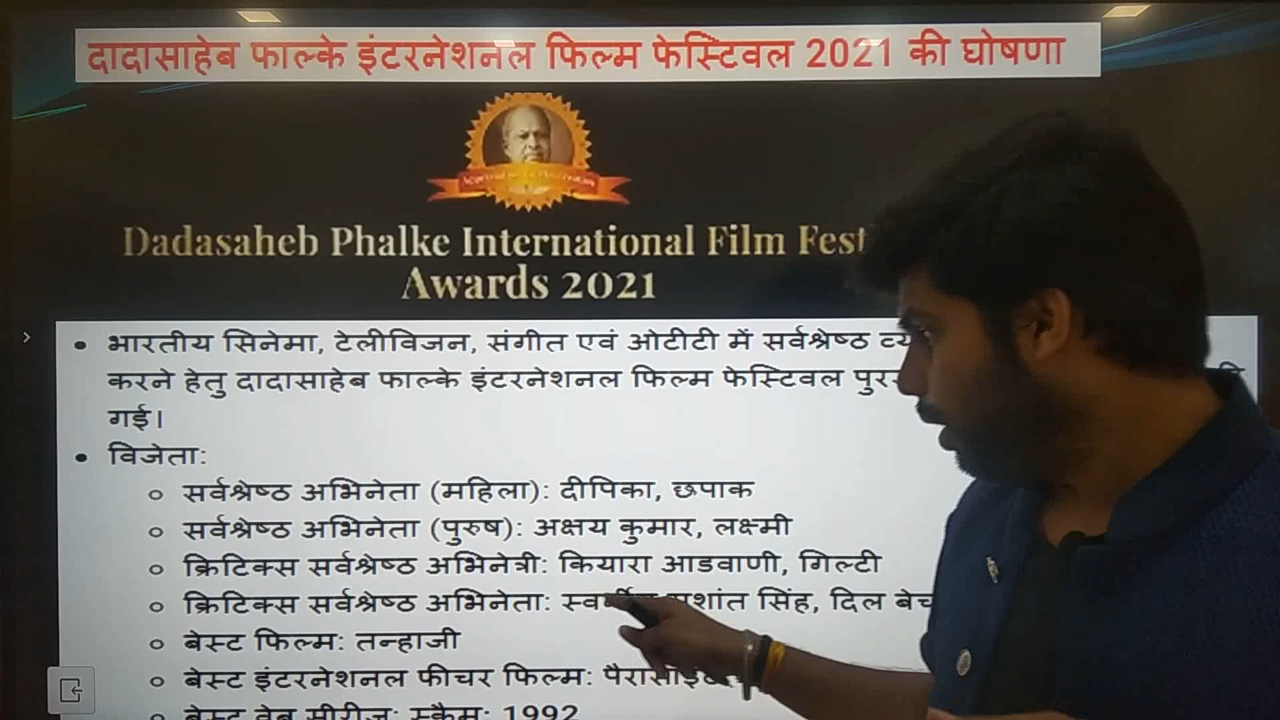 दादासाहेब फाल्के इंटरनेशनल फिल्म फेस्टिवल 2021 की घोषणा
Dadasaheb Phalke International Film Fest
Awards 2021
• भारतीय सिनेमा, टेलीविजन, संगीत एवं ओटीटी में सर्वश्रेष्ठ
करने हेतु दादासाहेब फाल्के इंटरनेशनल फिल्म फेस्टिवल
गई।
• विजेता:
o सर्वश्रेष्ठ अभिनेता (महिला): दीपिका, छपाक
o सर्वश्रेष्ठ अभिनेता (पुरुष): अक्षय कुमार, लक्ष्मी
o क्रिटिक्स सर्वश्रेष्ठ अभिनेत्री: कियारा आडवाणी, गिल्टी
o क्रिटिक्स सर्वश्रेष्ठ अभिनेता: सुशांत सिंह, दिल
o बेस्ट फिल्म: तन्हाजी
o बेस्ट इंटरनेशनल फीचर फिल्म:
o बेस्ट वेब सीरीज: स्कैम: 1992